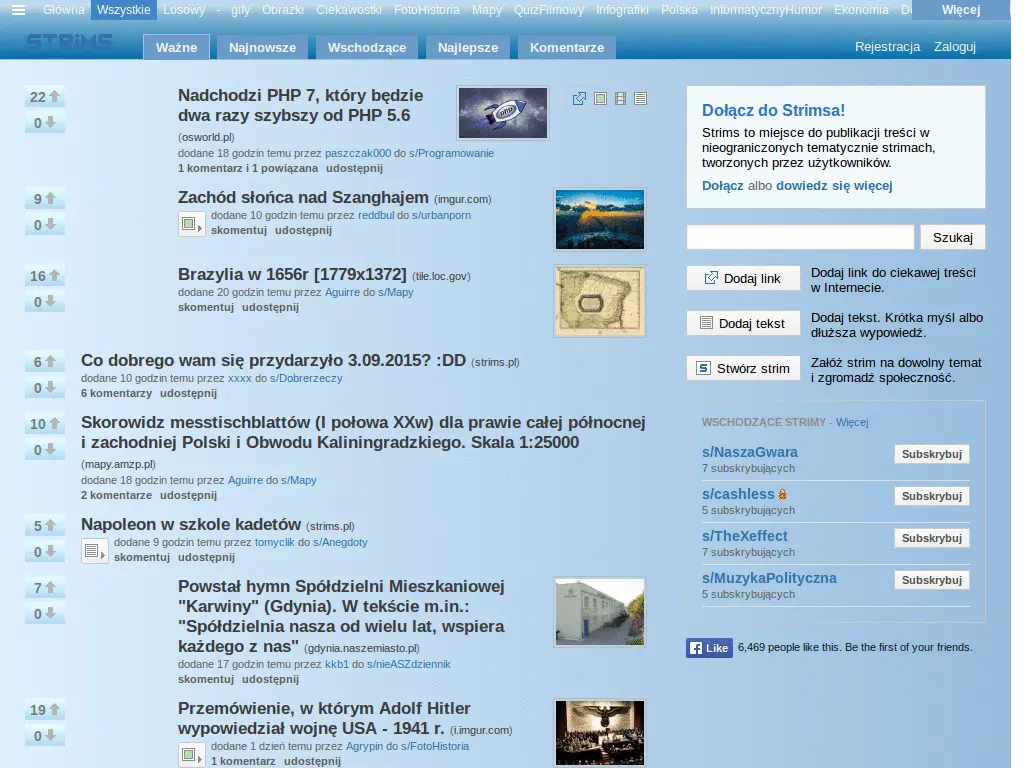 Główna Wszystkie Losowy - gify Obrazki Ciekawostki FotoHistoria Mapy QuizFilmowy Infografiki Polska InformatycznyHumor Ekonomia Więcej
STRIMS Ważne Najnowsze Wschodzące Najlepsze Komentarze Rejestracja Zaloguj
22
0
Nadchodzi PHP 7, który będzie
dwa razy szybszy od PHP 5.6
(osworld.pl)
dodane 18 godzin temu przez paszczak000 do s/Programowanie
1 komentarz i 1 powiązana udostępnij
php
9
0
Zachód słońca nad Szanghajem (imgur.com)
dodane 10 godzin temu przez reddbul do s/urbanporn
skomentuj udostępnij
16
0
Brazylia w 1656r [1779x1372] (tile.loc.gov)
dodane 20 godzin temu przez Aguirre do s/Mapy
skomentuj udostępnij
6
0
Co dobrego wam się przydarzyło 3.09.2015? :DD (strims.pl)
dodane 10 godzin temu przez xxxx do s/Dobrerzeczy
6 komentarzy udostępnij
10
0
Skorowidz messtischblattów (I połowa XXw) dla prawie całej północnej
i zachodniej Polski i Obwodu Kaliningradzkiego. Skala 1:25000
(mapy.amzp.pl)
dodane 18 godzin temu przez Aguirre do s/Mapy
2 komentarze udostępnij
5
0
Napoleon w szkole kadetów (strims.pl)
dodane 9 godzin temu przez tomyclik do s/Anegdoty
skomentuj udostępnij
7
0
Powstał hymn Spółdzielni Mieszkaniowej
"Karwiny" (Gdynia). W tekście m.in.:
"Spółdzielnia nasza od wielu lat, wspiera
każdego z nas" (gdynia.naszemiasto.pl)
dodane 17 godzin temu przez kkb1 do s/nieASZdziennik
skomentuj udostępnij
19
0
Przemówienie, w którym Adolf Hitler
wypowiedział wojnę USA - 1941 r. (i.imgur.com)
dodane 1 dzień temu przez Agrypin do s/FotoHistoria
1 komentarz udostępnij
Dołącz do Strimsa!
Strims to miejsce do publikacji treści w
nieograniczonych tematycznie strimach,
tworzonych przez użytkowników.
Dołącz albo dowiedz się więcej
Szukaj
Dodaj link
Dodaj link do ciekawej treści
w Internecie.
Dodaj tekst
Dodaj tekst. Krótka myśl albo
dłuższa wypowiedź.
S Stwórz strim
Załóż strim na dowolny temat
i zgromadź społeczność.
WSCHODZĄCE STRIMY - Więcej
s/NaszaGwara
7 subskrybujących
Subskrybuj
s/cashless
5 subskrybujących
Subskrybuj
s/TheXeffect
7 subskrybujących
Subskrybuj
s/MuzykaPolityczna
5 subskrybujących
Subskrybuj
f Like 6,469 people like this. Be the first of your friends.